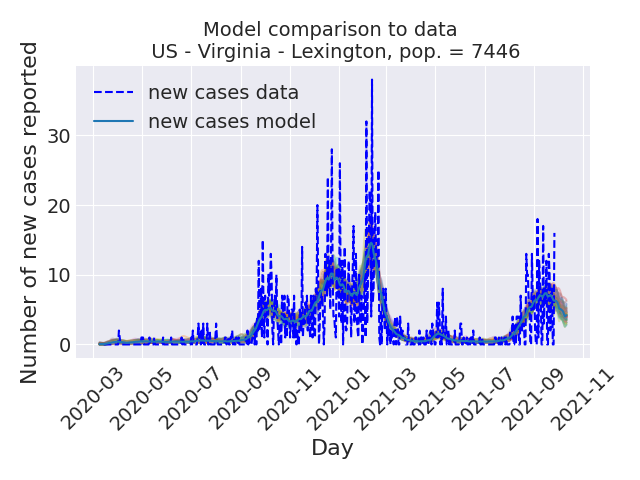 Model comparison to data
US - Virginia - Lexington, pop. = 7446
Number of new cases reported
new cases data
new cases model
30
20
10
0
2020-03
2020-05
2020-07
2020-09
2020-11
2021-01
2021-03
2021-05
2021-07
2021-09
2021-11
Day